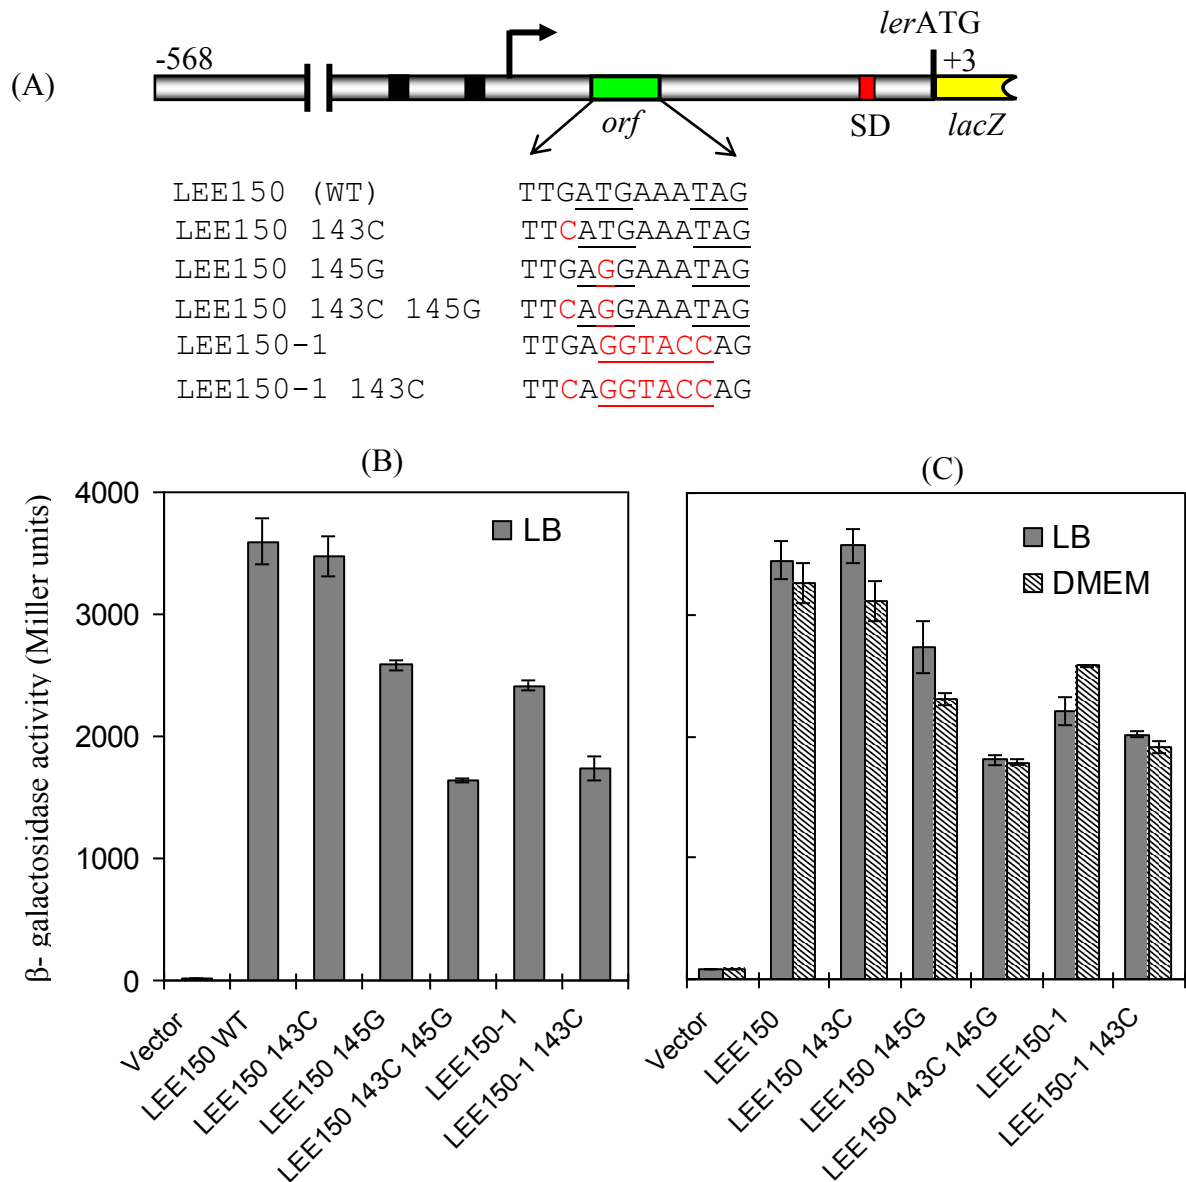 (A)
-568
lerATG
+3
orf
SD
lacZ
LEE150 (WT) TTGATGAAATAG
LEE150 143C TTCATGAAATAG
LEE150 145G TTGAGGAAATAG
LEE150 143C 145G TTCAGGAAATAG
LEE150-1 TTGAGGTACCAG
LEE150-1 143C TTCAGGTACCAG
(B)
β- galactosidase activity (Miller units)
4000
3000
2000
1000
0
LB
Vector
LEE150 WT
LEE150 143C
LEE150 145G
LEE150 143C 145G
LEE150-1
LEE150-1 143C
(C)
LB
DMEM
Vector
LEE150
LEE150 143C
LEE150 145G
LEE150 143C 145G
LEE150-1
LEE150-1 143C